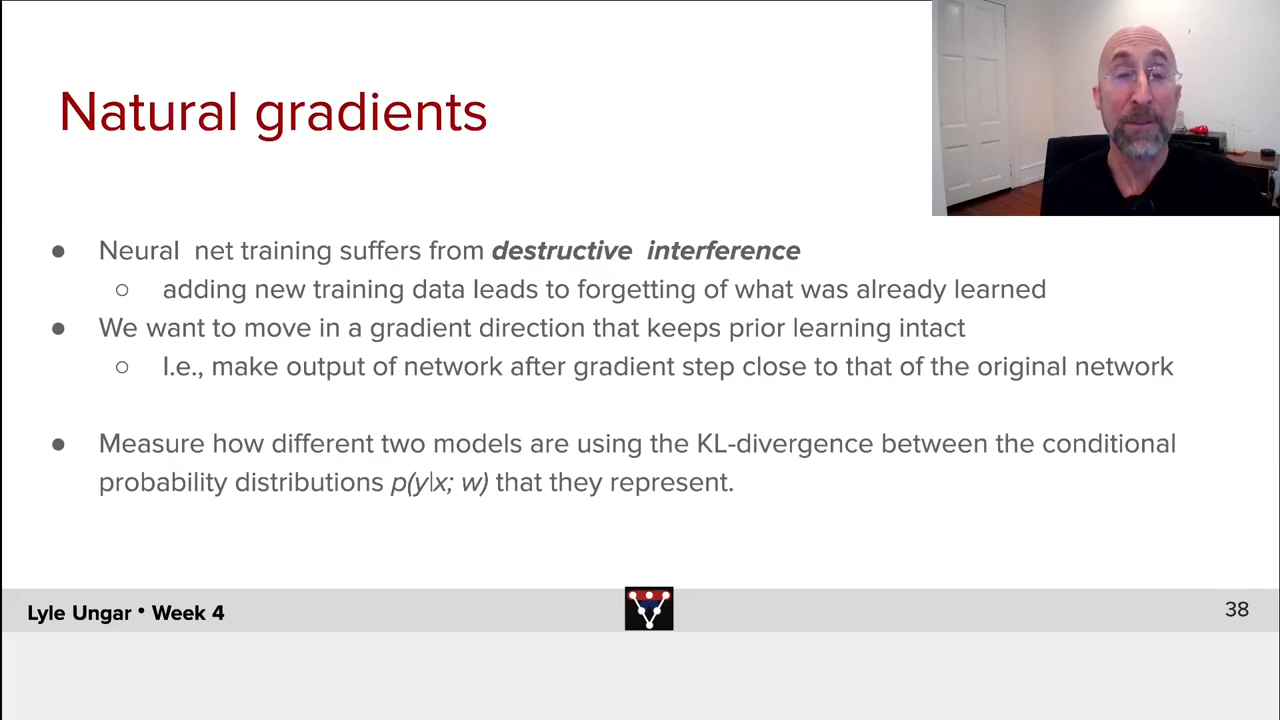 Natural gradients
● Neural net training suffers from destructive interference
○ adding new training data leads to forgetting of what was already learned
● We want to move in a gradient direction that keeps prior learning intact
○ I.e., make output of network after gradient step close to that of the original network
● Measure how different two models are using the KL-divergence between the conditional
probability distributions p(y|x; w) that they represent.
Lyle Ungar • Week 4
38